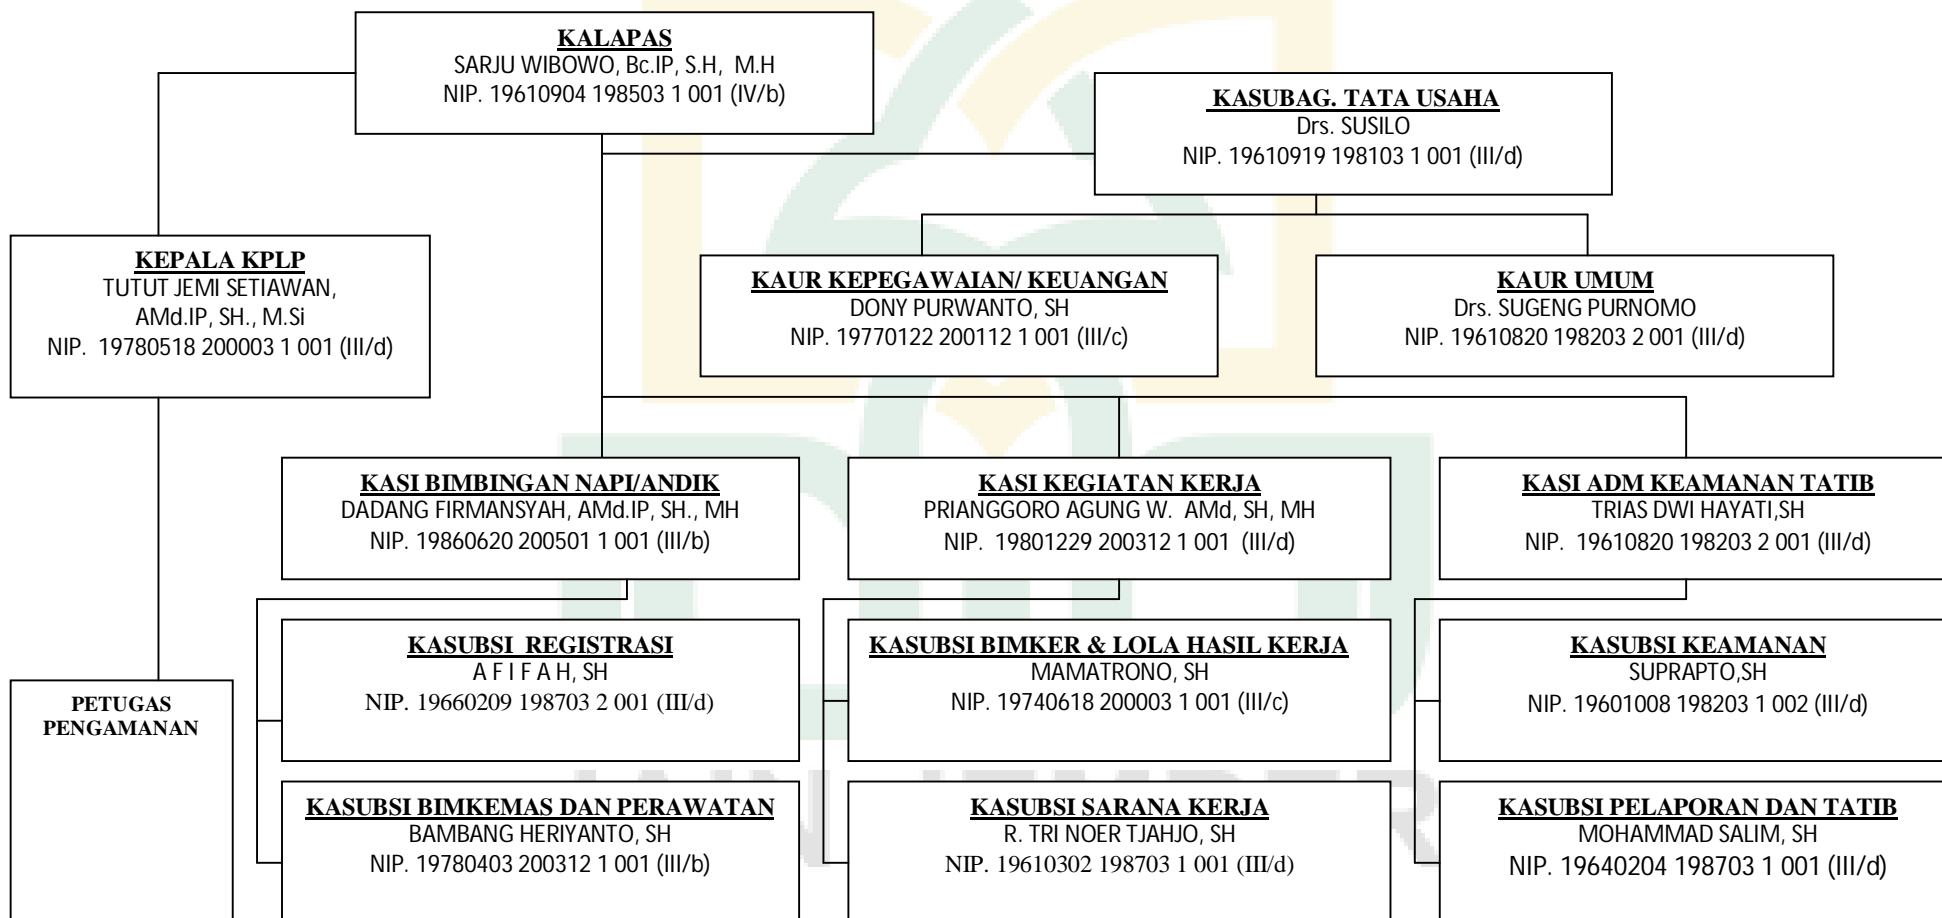 KALAPAS
SARJU WIBOWO, Bc.IP, S.H, M.H
NIP. 19610904 198503 1 001 (IV/b)
KASUBAG. TATA USAHA
Drs. SUSILO
NIP. 19610919 198103 1 001 (III/d)
KEPALA KPLP
TUTUT JEMI SETIAWAN,
AMd.IP, SH., M.Si
NIP. 19780518 200003 1 001 (III/d)
KAUR KEPEGAWAIAN/ KEUANGAN
DONY PURWANTO, SH
NIP. 19770122 200112 1 001 (III/c)
KAUR UMUM
Drs. SUGENG PURNOMO
NIP. 19610820 198203 2 001 (III/d)
KASI BIMBINGAN NAPI/ANDIK
DADANG FIRMANSYAH, AMd.IP, SH., MH
NIP. 19860620 200501 1 001 (III/b)
KASI KEGIATAN KERJA
PRIANGGORO AGUNG W. AMd, SH, MH
NIP. 19801229 200312 1 001 (III/d)
KASI ADM KEAMANAN TATIB
TRIAS DWI HAYATI,SH
NIP. 19610820 198203 2 001 (III/d)
KASUBSI REGISTRASI
A F I F A H, SH
NIP. 19660209 198703 2 001 (III/d)
KASUBSI BIMKER & LOLA HASIL KERJA
MAMATRONO, SH
NIP. 19740618 200003 1 001 (III/c)
KASUBSI KEAMANAN
SUPRAPTO,SH
NIP. 19601008 198203 1 002 (III/d)
PETUGAS
PENGAMANAN
KASUBSI BIMKEMAS DAN PERAWATAN
BAMBANG HERIYANTO, SH
NIP. 19780403 200312 1 001 (III/b)
KASUBSI SARANA KERJA
R. TRI NOER TJAHJO, SH
NIP. 19610302 198703 1 001 (III/d)
KASUBSI PELAPORAN DAN TATIB
MOHAMMAD SALIM, SH
NIP. 19640204 198703 1 001 (III/d)